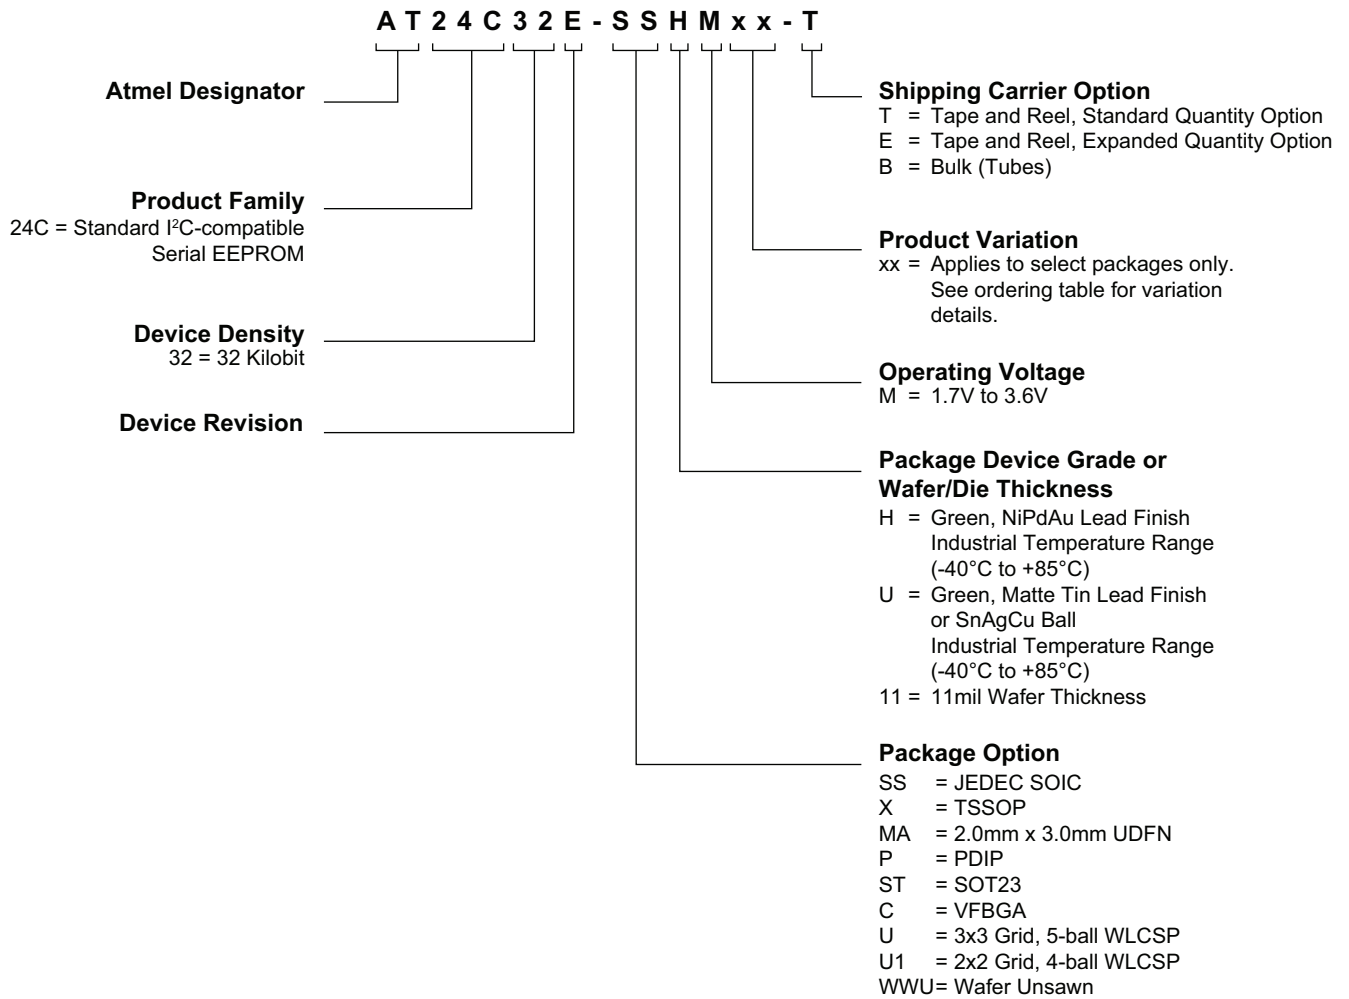 AT24C32E-SSHMxx-T
Atmel Designator
Product Family
24C = Standard I²C-compatible
Serial EEPROM
Device Density
32 = 32 Kilobit
Device Revision
Shipping Carrier Option
T = Tape and Reel, Standard Quantity Option
E = Tape and Reel, Expanded Quantity Option
B = Bulk (Tubes)
Product Variation
xx = Applies to select packages only.
See ordering table for variation
details.
Operating Voltage
M = 1.7V to 3.6V
Package Device Grade or
Wafer/Die Thickness
H = Green, NiPdAu Lead Finish
Industrial Temperature Range
(-40°C to +85°C)
U = Green, Matte Tin Lead Finish
or SnAgCu Ball
Industrial Temperature Range
(-40°C to +85°C)
11 = 11mil Wafer Thickness
Package Option
SS = JEDEC SOIC
X = TSSOP
MA = 2.0mm x 3.0mm UDFN
P = PDIP
ST = SOT23
C = VFBGA
U = 3x3 Grid, 5-ball WLCSP
U1 = 2x2 Grid, 4-ball WLCSP
WWU= Wafer Unsawn